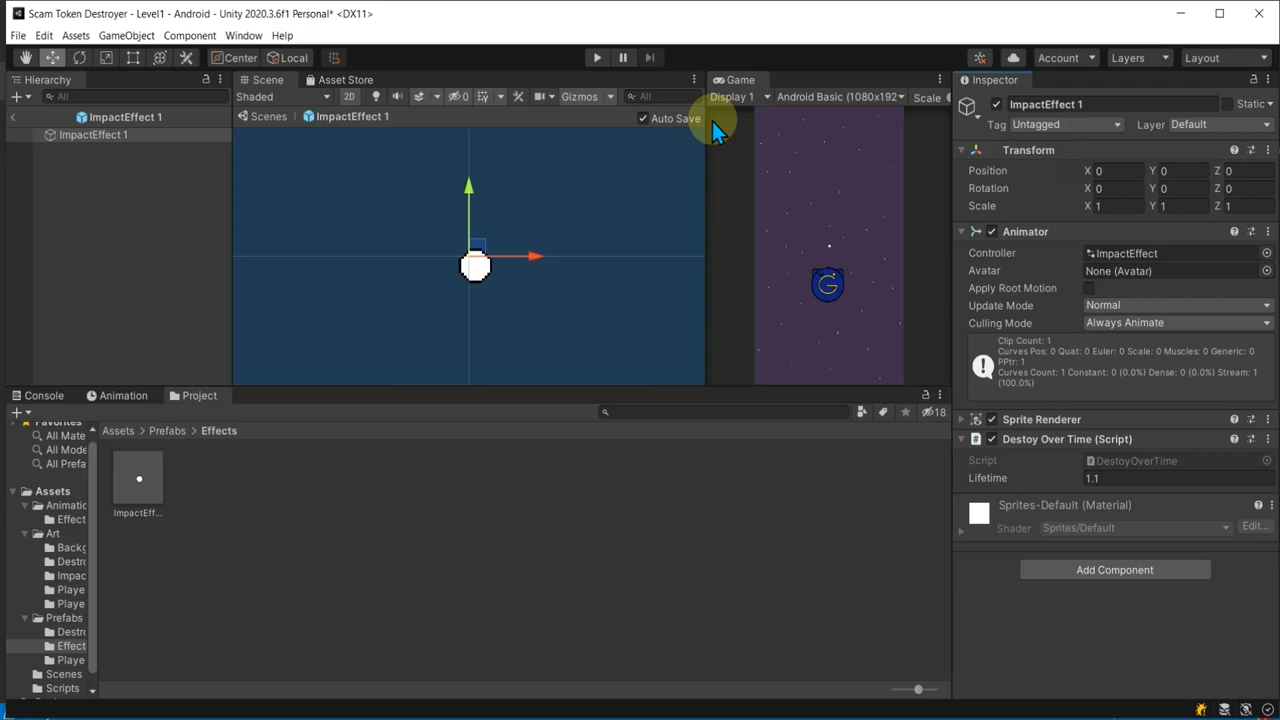 Scam Token Destroyer - Level1 - Android - Unity 2020.3.6f1 Personal* <DX11>
File Edit Assets GameObject Component Window Help
Center Local Account Layers Layout
Hierarchy
All
ImpactEffect 1
ImpactEffect 1
Scene Asset Store
Shaded 2D 0 Gizmos All
Scenes ImpactEffect 1 Auto Save
Game
Display 1 Android Basic (1080x192 Scale
G
Console Animation Project
18
Favorites
All Mate
All Mode
All Prefa
Assets
Animatic
Effect
Art
Backg
Destro
Impac
Playe
Playe
Prefabs
Destro
Effect
Playe
Scenes
Scripts
Assets > Prefabs > Effects
ImpactEff...
Inspector
ImpactEffect 1 Static
Tag Untagged Layer Default
Transform
Position X 0 Y 0 Z 0
Rotation X 0 Y 0 Z 0
Scale X 1 Y 1 Z 1
Animator
Controller ImpactEffect
Avatar None (Avatar)
Apply Root Motion
Update Mode Normal
Culling Mode Always Animate
Clip Count: 1
Curves Pos: 0 Quat: 0 Euler: 0 Scale: 0 Muscles: 0 Generic: 0
PPtr: 1
Curves Count: 1 Constant: 0 (0.0%) Dense: 0 (0.0%) Stream: 1
(100.0%)
Sprite Renderer
Destoy Over Time (Script)
Script DestoyOverTime
Lifetime 1.1
Sprites-Default (Material)
Shader Sprites/Default Edit...
Add Component